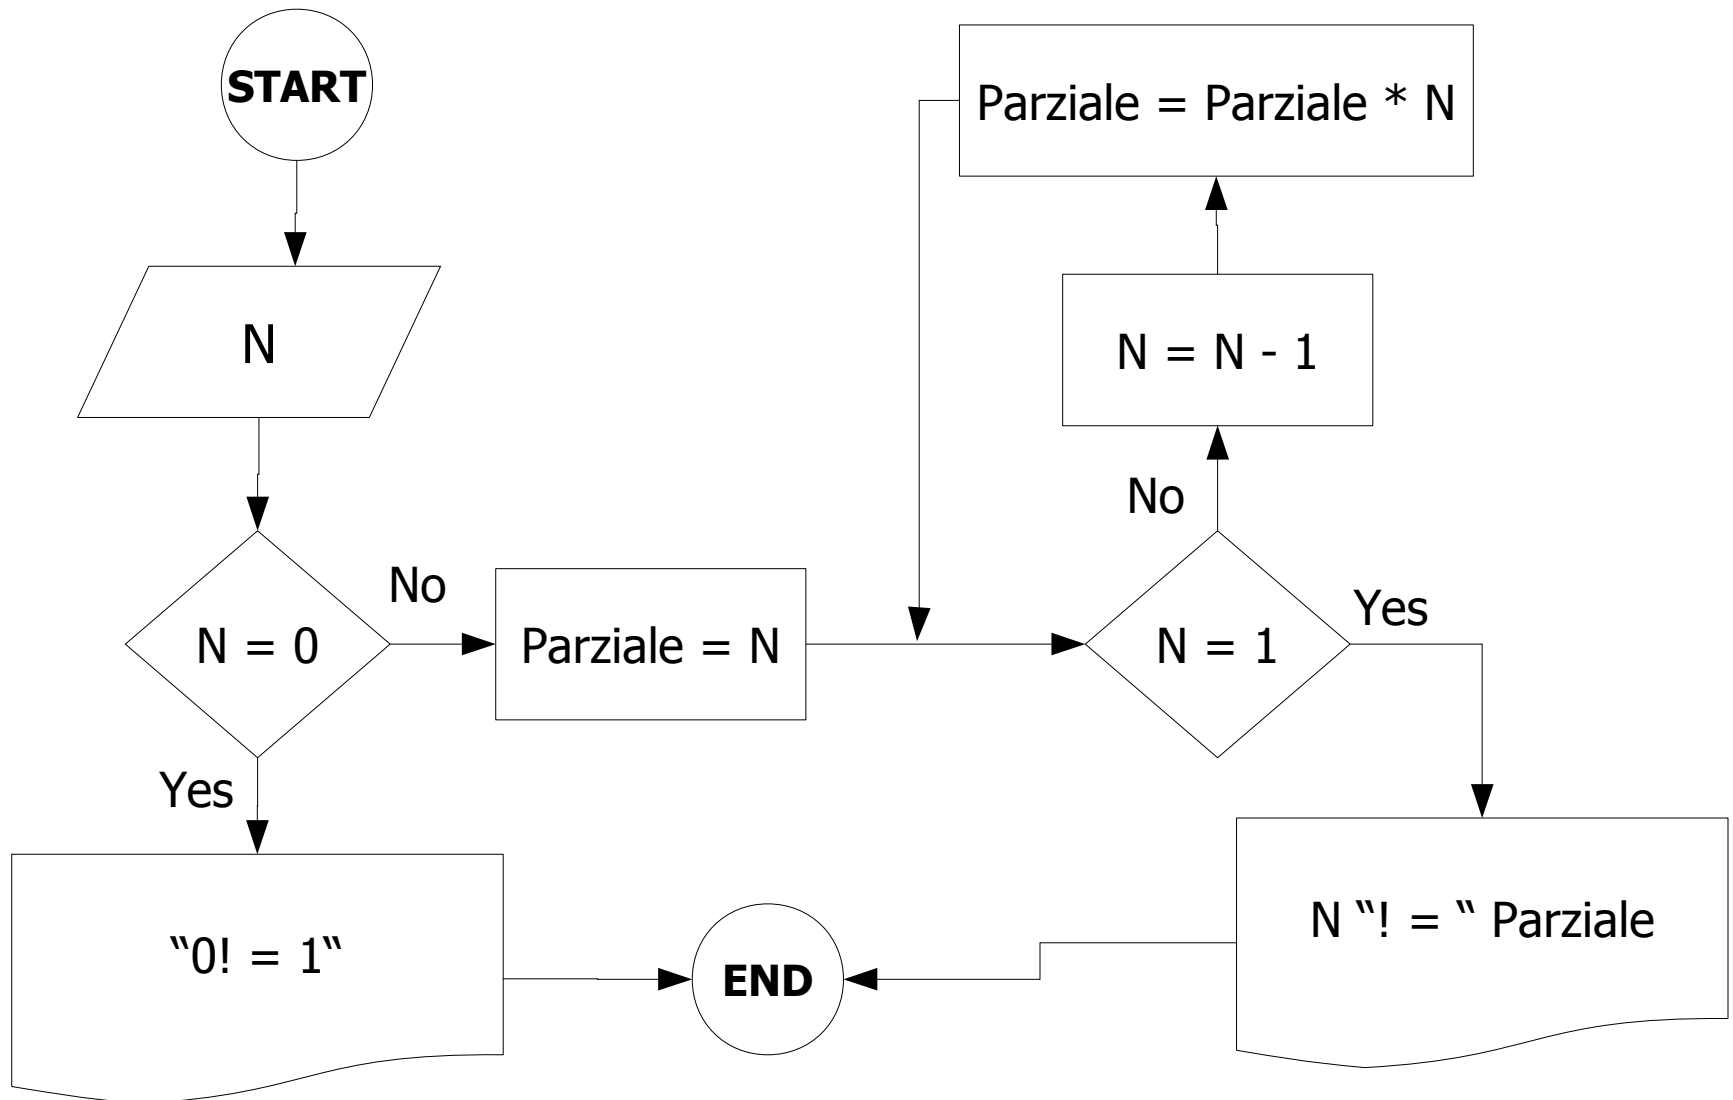 START
Parziale = Parziale * N
N
N = N - 1
No
No
N = 0
Parziale = N
N = 1
Yes
Yes
“0! = 1“
END
N “! = “ Parziale